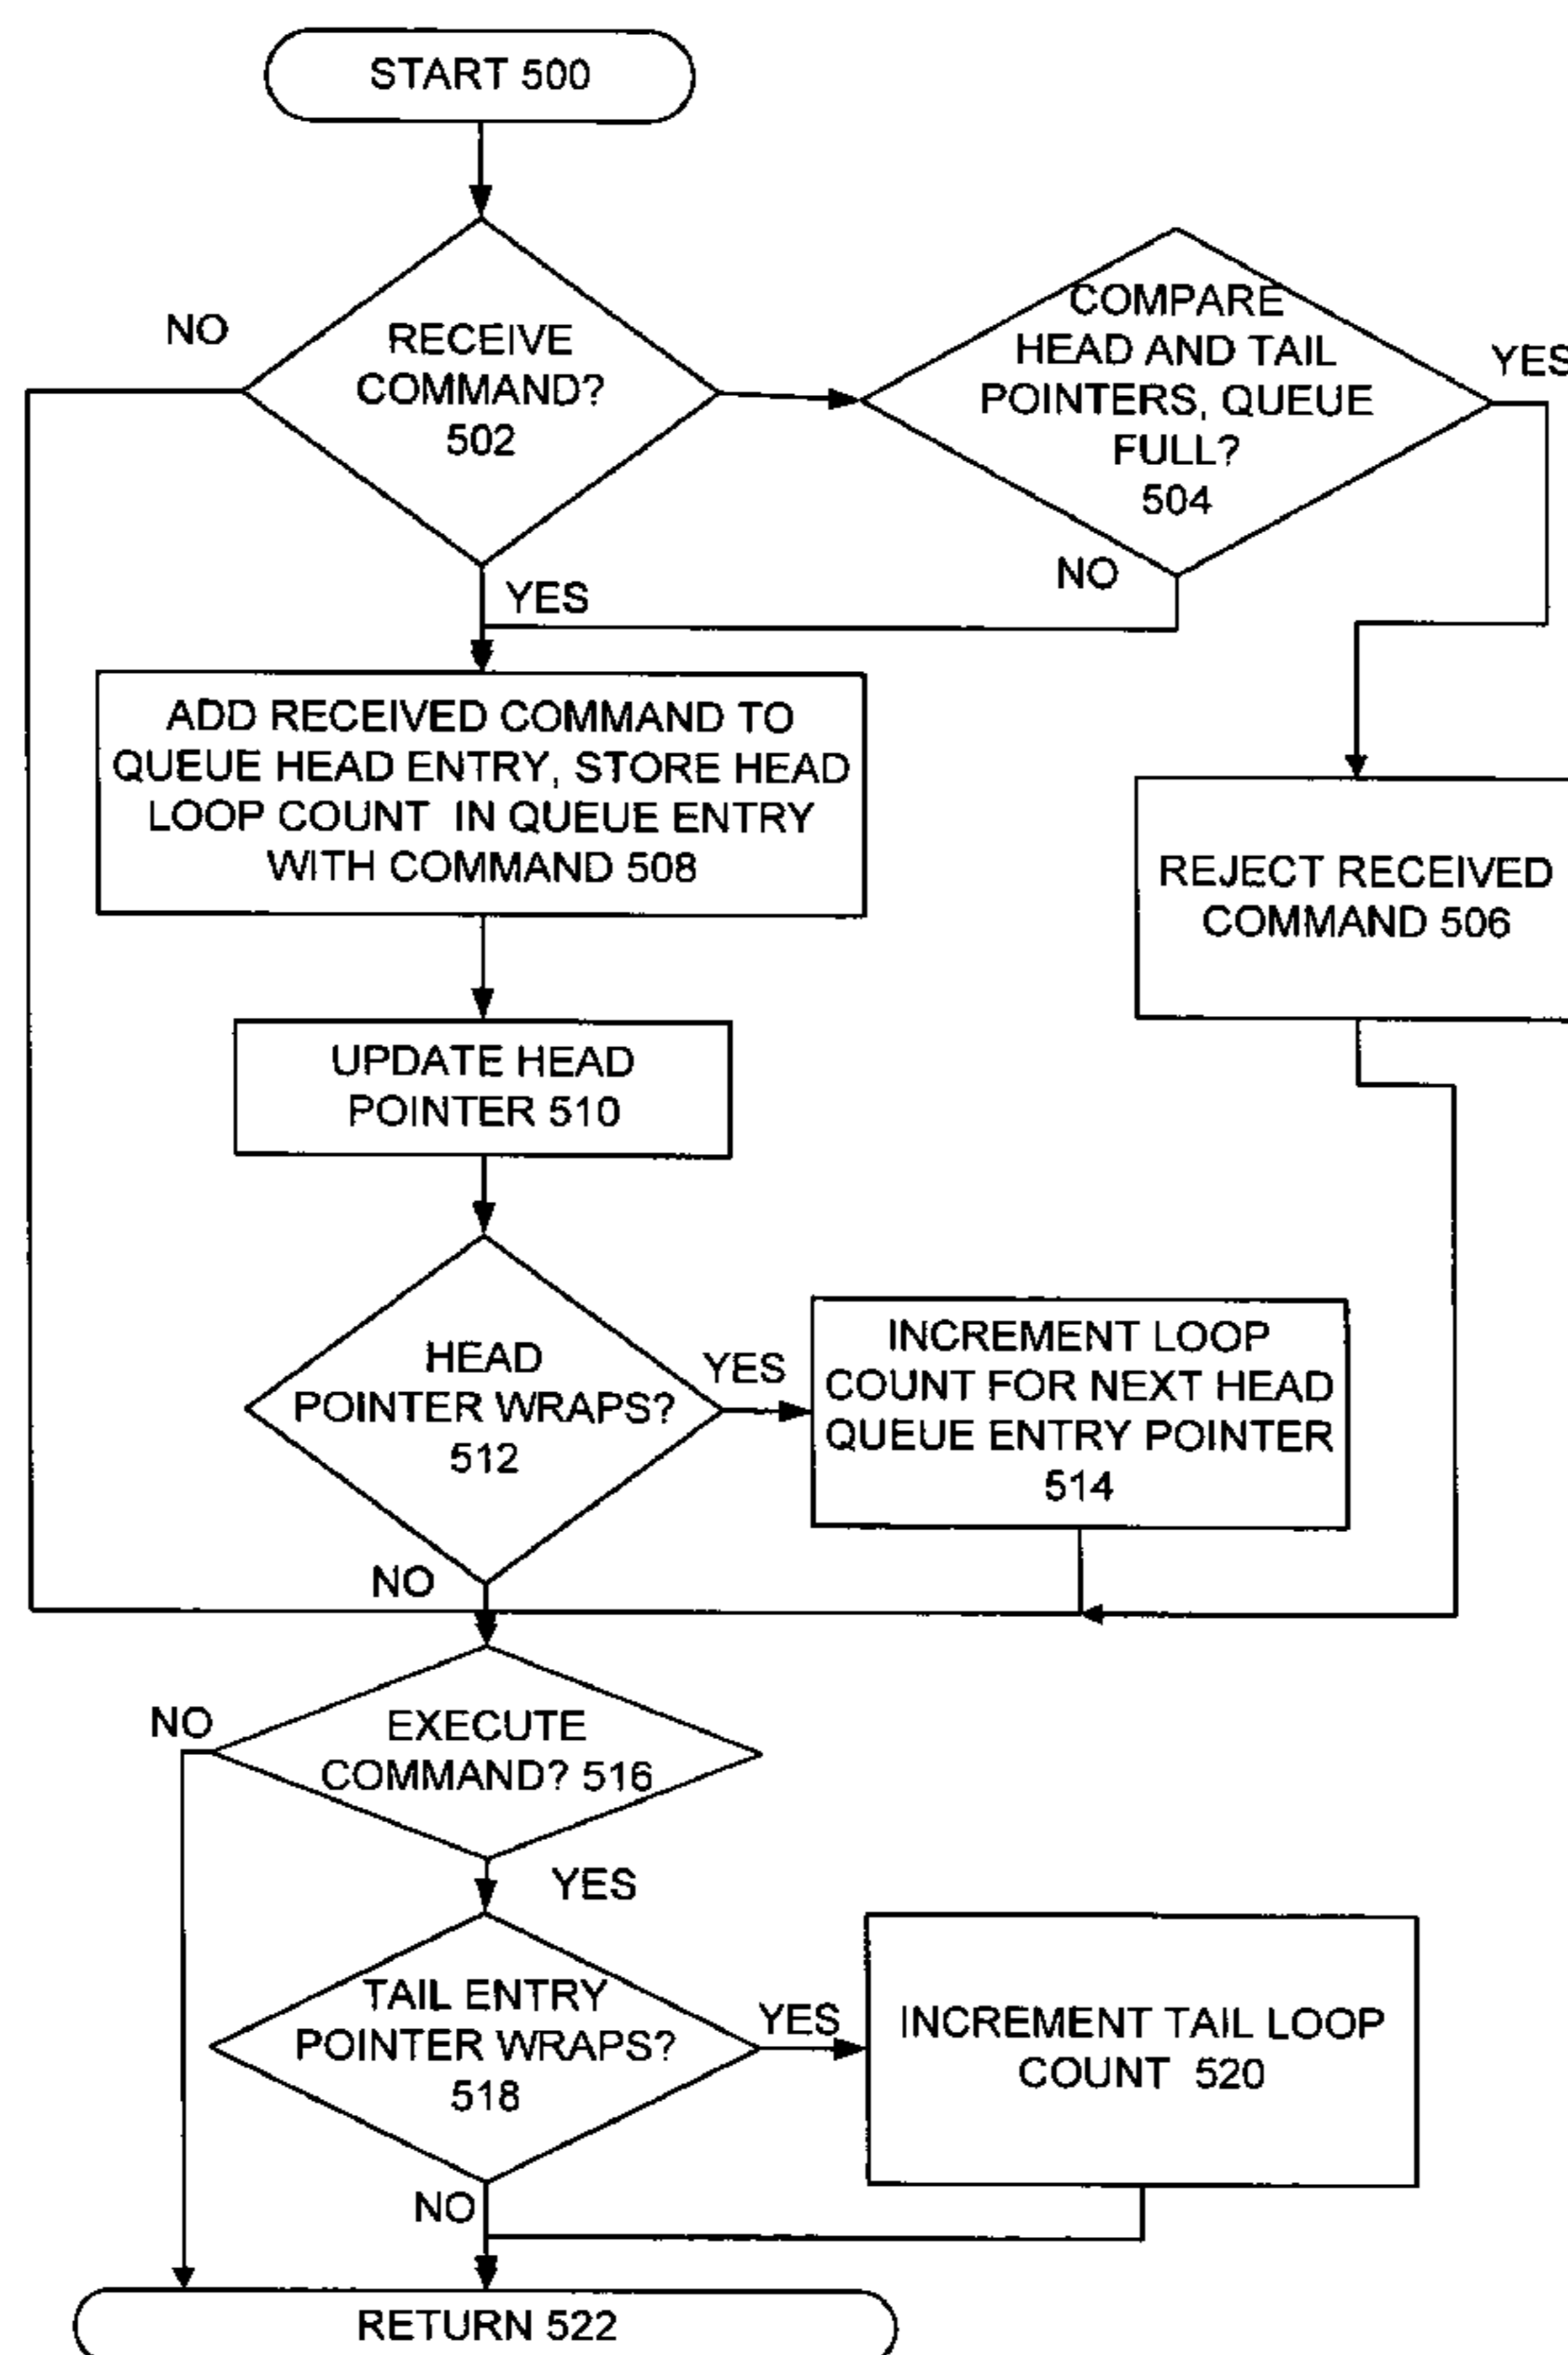 START 500
NO
RECEIVE
COMMAND?
502
YES
COMPARE
HEAD AND TAIL
POINTERS, QUEUE
FULL?
504
YES
NO
ADD RECEIVED COMMAND TO
QUEUE HEAD ENTRY, STORE HEAD
LOOP COUNT IN QUEUE ENTRY
WITH COMMAND 508
REJECT RECEIVED
COMMAND 506
UPDATE HEAD
POINTER 510
HEAD
POINTER WRAPS?
512
YES
NO
INCREMENT LOOP
COUNT FOR NEXT HEAD
QUEUE ENTRY POINTER
514
NO
EXECUTE
COMMAND? 516
YES
TAIL ENTRY
POINTER WRAPS?
518
YES
NO
INCREMENT TAIL LOOP
COUNT 520
RETURN 522